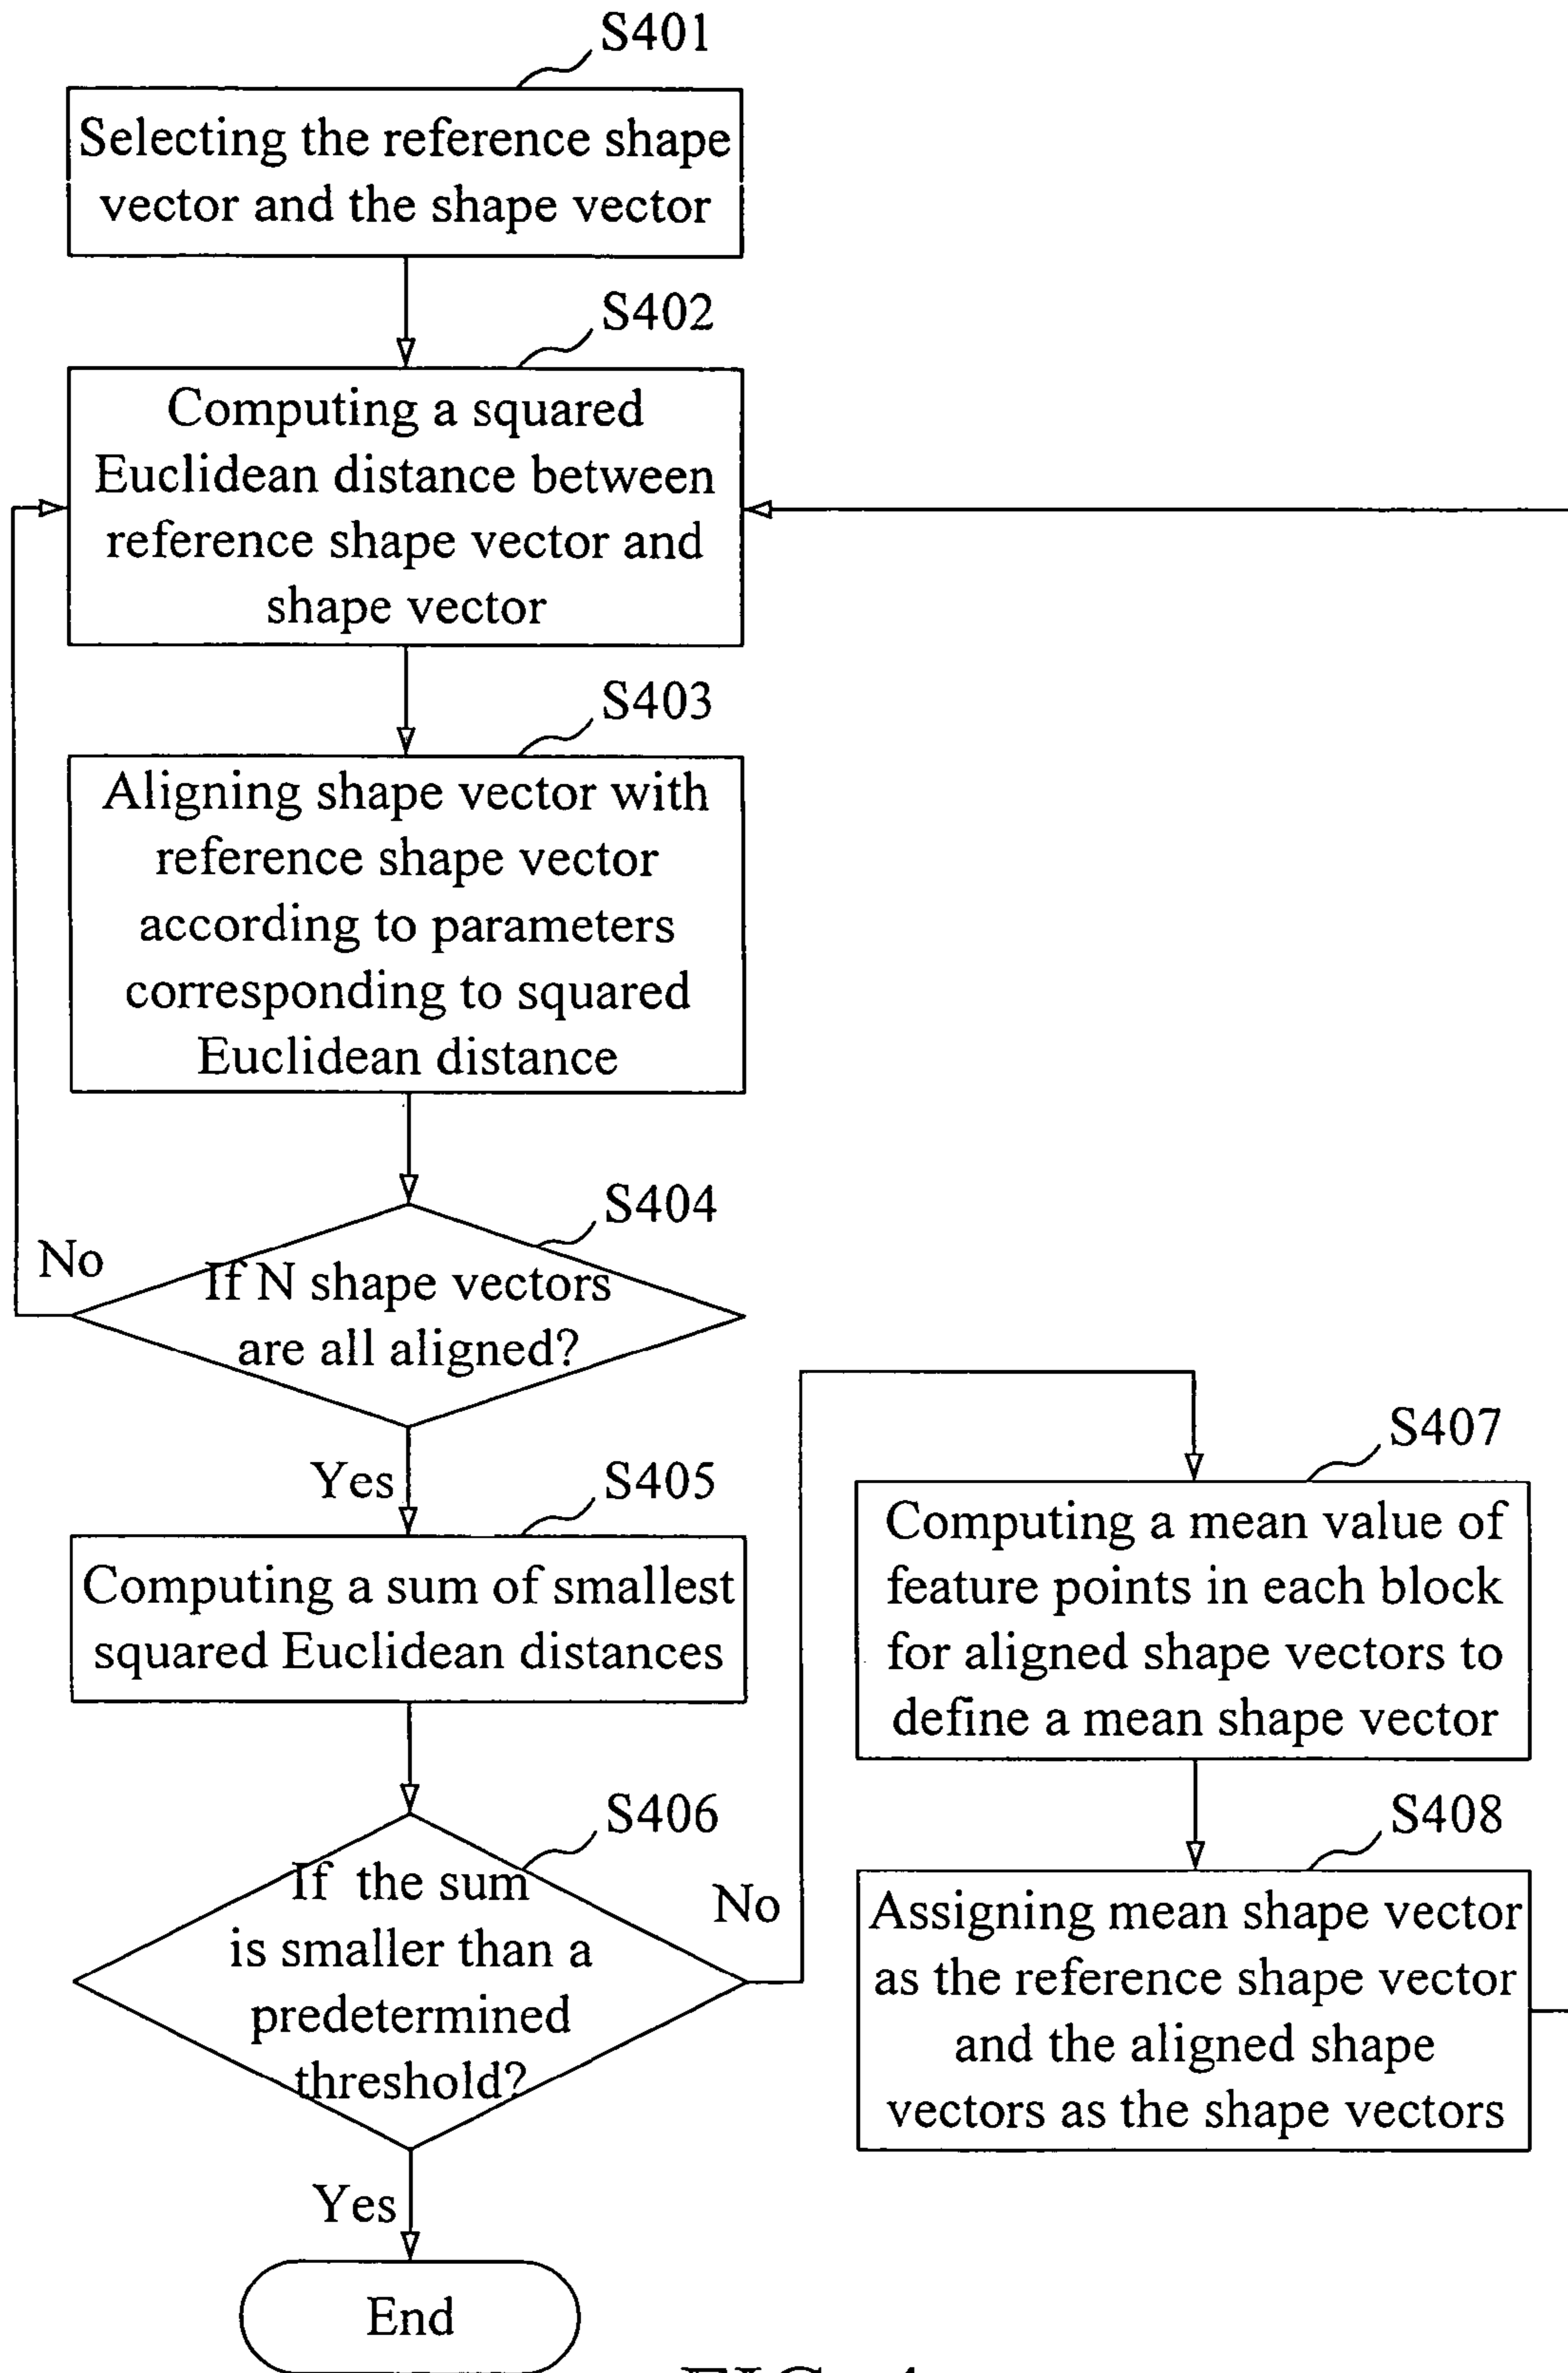 S401
Selecting the reference shape
vector and the shape vector
S402
Computing a squared
Euclidean distance between
reference shape vector and
shape vector
S403
Aligning shape vector with
reference shape vector
according to parameters
corresponding to squared
Euclidean distance
S404
No
If N shape vectors
are all aligned?
Yes
S405
Computing a sum of smallest
squared Euclidean distances
S406
If the sum
is smaller than a
predetermined
threshold?
No
Yes
End
S407
Computing a mean value of
feature points in each block
for aligned shape vectors to
define a mean shape vector
S408
Assigning mean shape vector
as the reference shape vector
and the aligned shape
vectors as the shape vectors